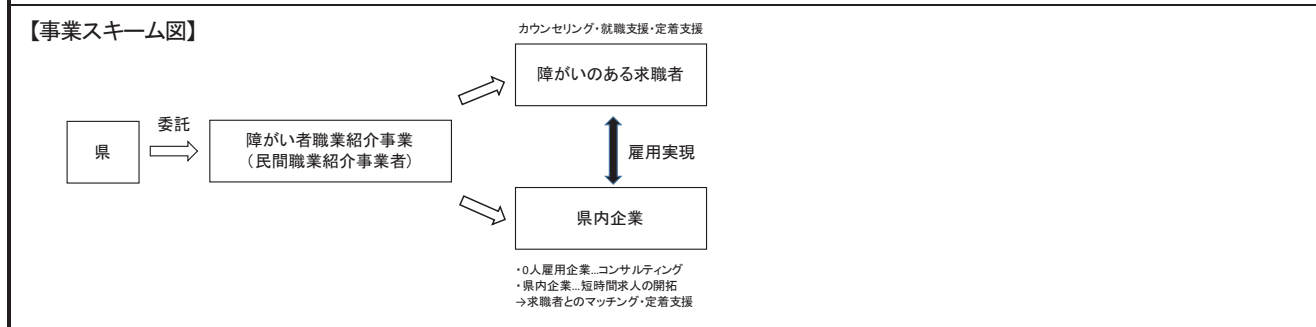 【事業スキーム図】
カウンセリング・就職支援・定着支援
障がいのある求職者
委託
県
障がい者職業紹介事業
（民間職業紹介事業者）
雇用実現
県内企業
・0人雇用企業...コンサルティング
・県内企業...短時間求人の開拓
→求職者とのマッチング・定着支援